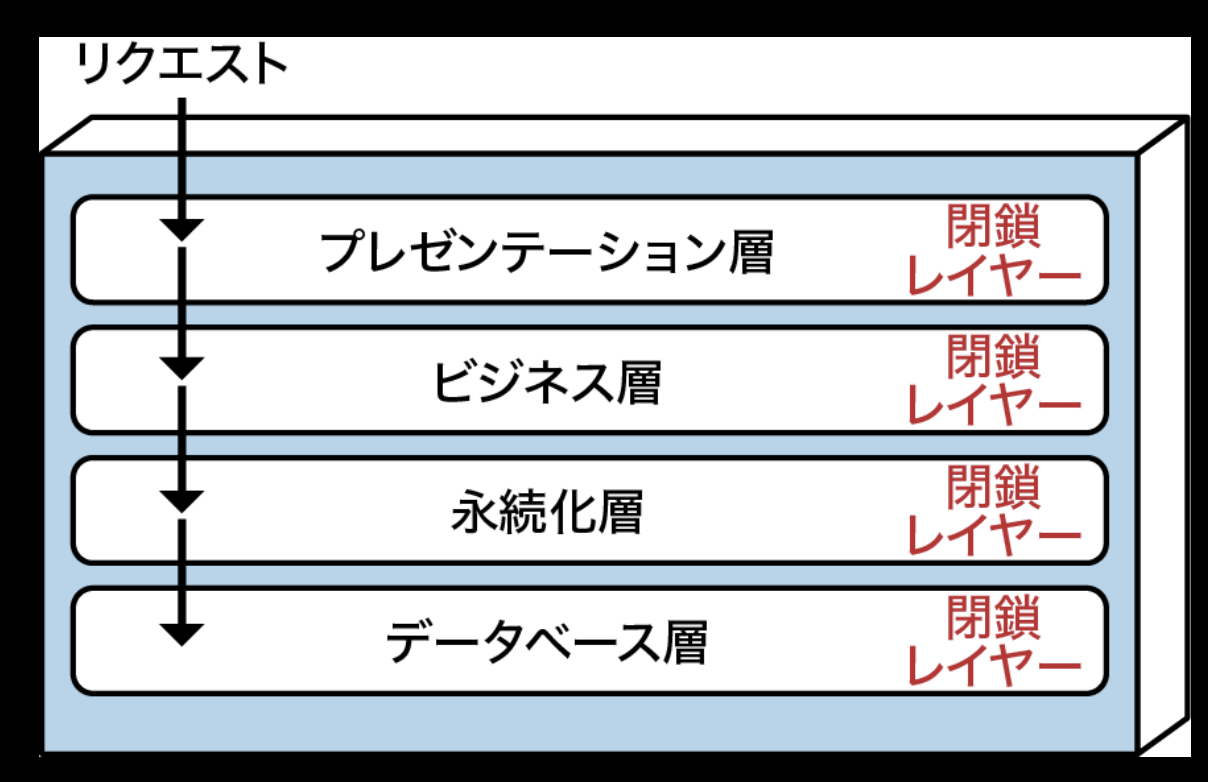 リクエスト
プレゼンテーション層
閉鎖
レイヤー
ビジネス層
閉鎖
レイヤー
永続化層
閉鎖
レイヤー
データベース層
閉鎖
レイヤー